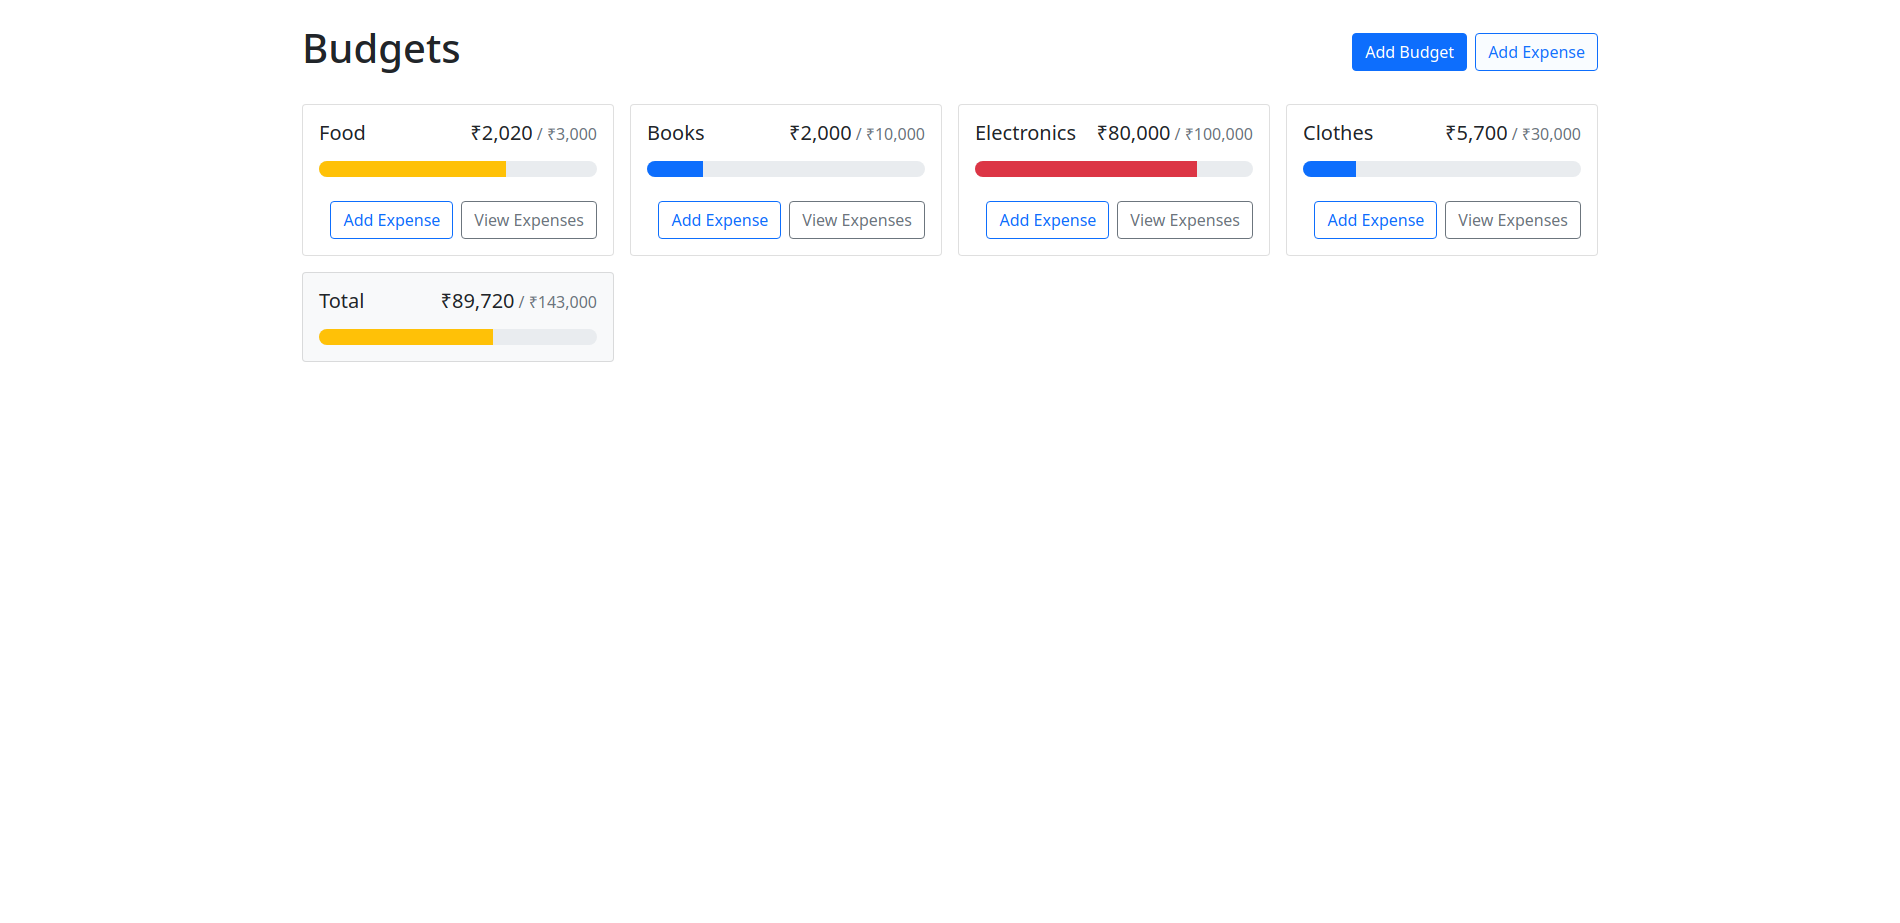 Budgets
Add Budget Add Expense
Food ₹2,020 / ₹3,000
Add Expense View Expenses
Books ₹2,000 / ₹10,000
Add Expense View Expenses
Electronics ₹80,000 / ₹100,000
Add Expense View Expenses
Clothes ₹5,700 / ₹30,000
Add Expense View Expenses
Total ₹89,720 / ₹143,000